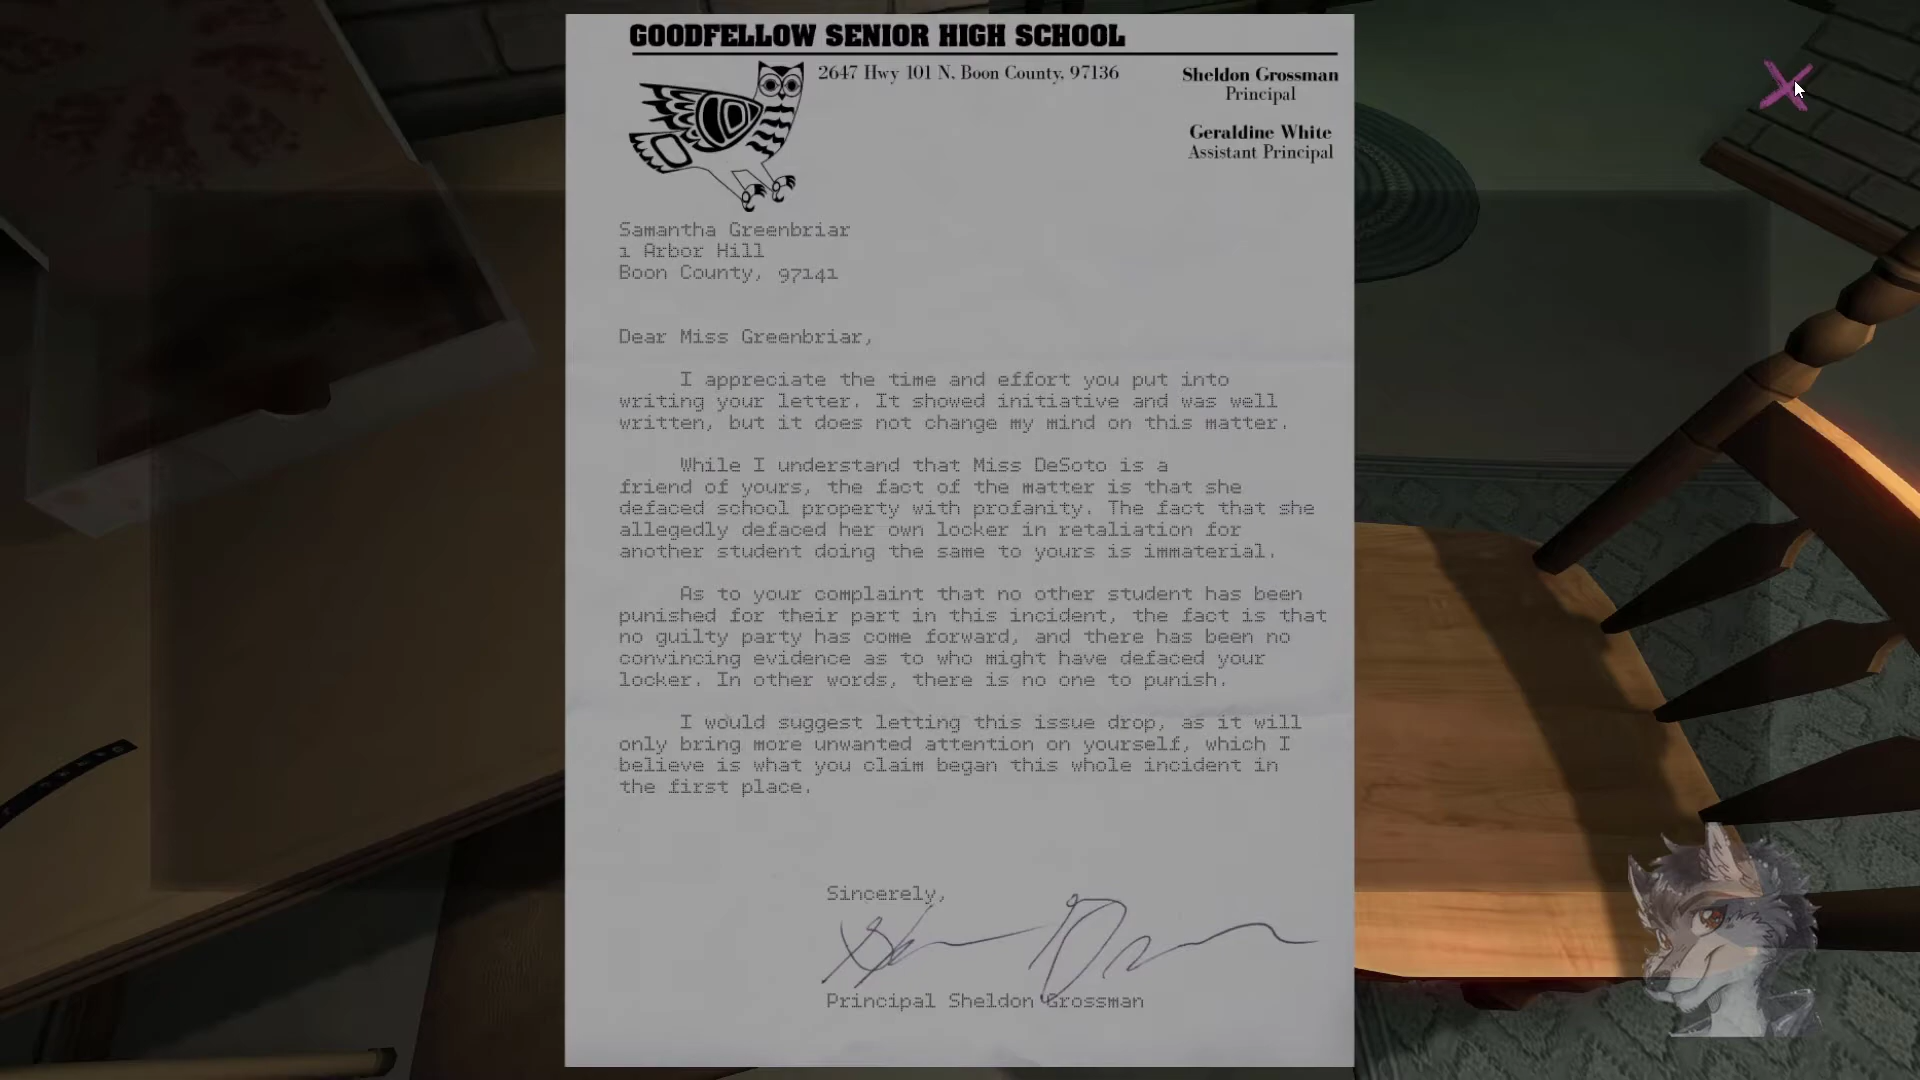 GOODFELLOW SENIOR HIGH SCHOOL
2647 Hwy 101 N, Boon County, 97136
Sheldon Grossman
Principal
Geraldine White
Assistant Principal
Samantha Greenbriar
1 Arbor Hill
Boon County, 97141
Dear Miss Greenbriar,
I appreciate the time and effort you put into
writing your letter. It showed initiative and was well
written, but it does not change my mind on this matter.
While I understand that Miss DeSoto is a
friend of yours, the fact of the matter is that she
defaced school property with profanity. The fact that she
allegedly defaced her own locker in retaliation for
another student doing the same to yours is immaterial.
As to your complaint that no other student has been
punished for their part in this incident, the fact is that
no guilty party has come forward, and there has been no
convincing evidence as to who might have defaced your
locker. In other words, there is no one to punish.
I would suggest letting this issue drop, as it will
only bring more unwanted attention on yourself, which I
believe is what you claim began this whole incident in
the first place.
Sincerely,
Principal Sheldon Grossman